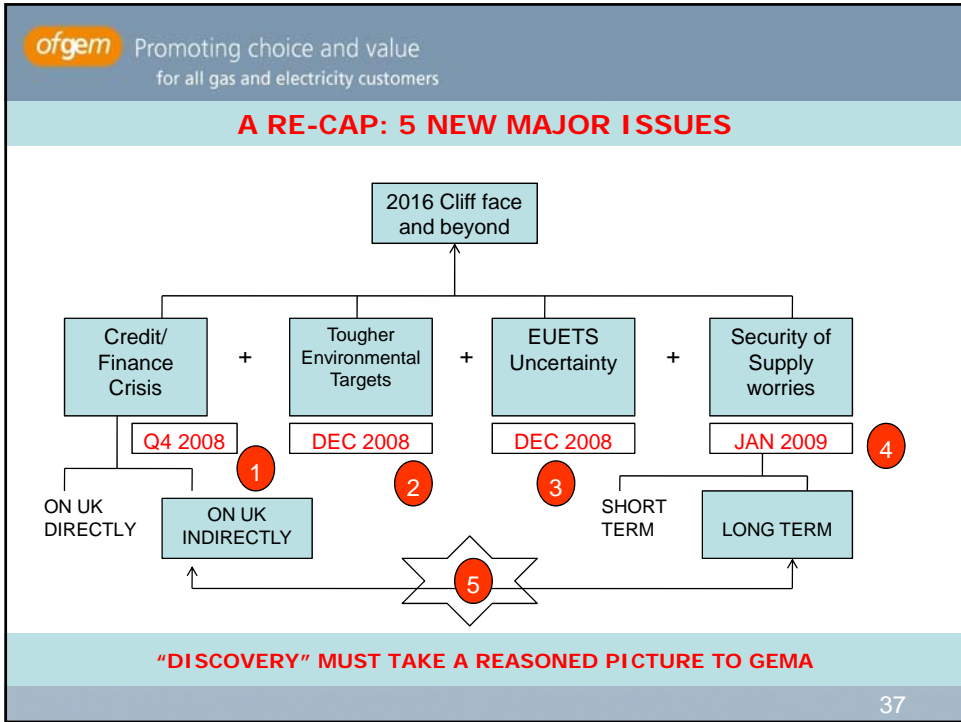 ofgem Promoting choice and value
for all gas and electricity customers
A RE-CAP: 5 NEW MAJOR ISSUES
2016 Cliff face
and beyond
Credit/
Finance
Crisis
+
Tougher
Environmental
Targets
+
EUETS
Uncertainty
+
Security of
Supply
worries
Q4 2008
1
DEC 2008
2
DEC 2008
3
JAN 2009
4
ON UK
DIRECTLY
ON UK
INDIRECTLY
SHORT
TERM
LONG TERM
5
"DISCOVERY" MUST TAKE A REASONED PICTURE TO GEMA
37